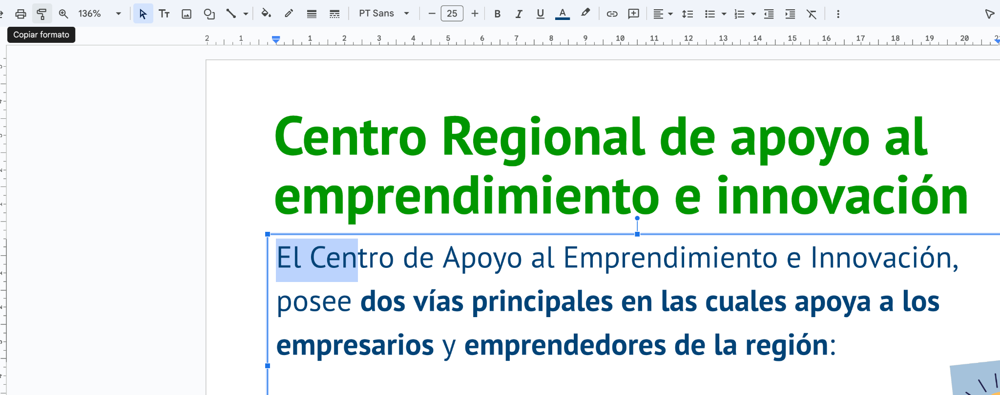 136%
PT Sans
25
B I U A
Copiar formato
2 1 1 2 3 4 5 6 7 8 9 10 11 12 13 14 15 16 17 18 19 20
Centro Regional de apoyo al
emprendimiento e innovación
El Centro de Apoyo al Emprendimiento e Innovación,
posee dos vías principales en las cuales apoya a los
empresarios y emprendedores de la región: